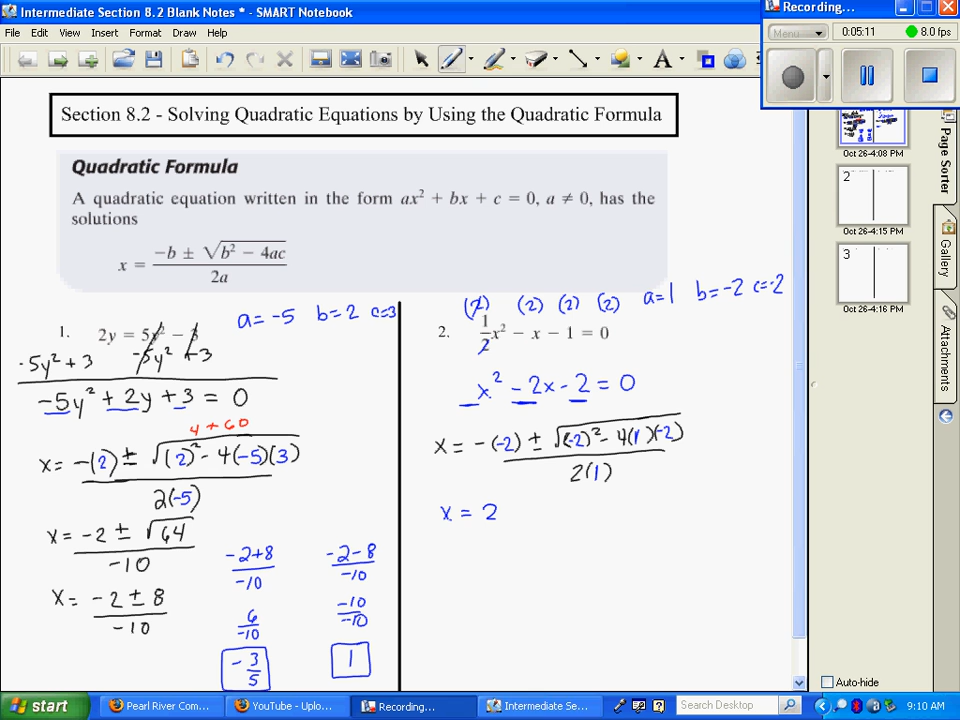 Intermediate Section 8.2 Blank Notes * - SMART Notebook
Recording...
File Edit View Insert Format Draw Help
Menu
0:05:11
8.0 fps
Section 8.2 - Solving Quadratic Equations by Using the Quadratic Formula
Quadratic Formula
A quadratic equation written in the form ax² + bx + c = 0, a ≠ 0, has the
solutions
x = (-b ± √(b² - 4ac)) / 2a
1. 2y = 5y² - 3
a = -5 b = 2 c = 3
-5y² + 3 -5y² + 3
-5y² + 2y + 3 = 0
4 + 60
x = -(2) ± √((2)² - 4(-5)(3)) / 2(-5)
x = -2 ± √64 / -10
x = -2 ± 8 / -10
-2+8 / -10
6 / -10
-3/5
-2-8 / -10
-10 / -10
1
(2) (2) (2) (2) a=1 b=-2 c=-2
2. 1/2 x² - x - 1 = 0
x² - 2x - 2 = 0
x = -(-2) ± √((-2)² - 4(1)(-2)) / 2(1)
x = 2
Oct 26-4:08 PM
2
Oct 26-4:15 PM
3
Oct 26-4:16 PM
Page Sorter
Gallery
Attachments
Auto-hide
start
Pearl River Com...
YouTube - Uplo...
Recording...
Intermediate Se...
Search Desktop
9:10 AM